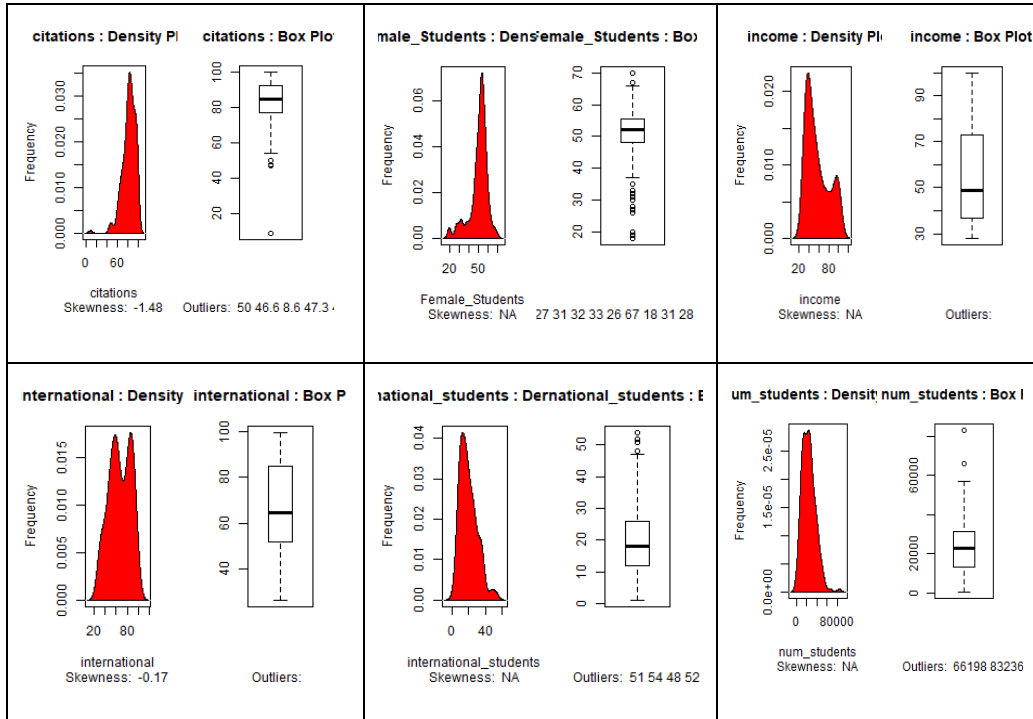 citations : Density Pl
citations : Box Plot
0.000 0.010 0.020 0.030
Frequency
0 60
20 40 60 80 100
citations
Skewness: -1.48
Outliers: 50 46.6 8.6 47.3
male_Students : Dens
Female_Students : Box
0.00 0.02 0.04 0.06
Frequency
20 50
20 30 40 50 60 70
Female_Students
Skewness: NA
27 31 32 33 26 67 18 31 28
income : Density Pl
income : Box Plot
0.000 0.010 0.020
Frequency
20 80
30 50 70 90
income
Skewness: NA
Outliers:
nternational : Density
international : Box P
0.000 0.005 0.010 0.015
Frequency
20 80
40 60 80 100
international
Skewness: -0.17
Outliers:
national_students : De
rnational_students : B
0.00 0.01 0.02 0.03 0.04
Frequency
0 40
0 10 20 30 40 50
international_students
Skewness: NA
Outliers: 51 54 48 52
um_students : Density
num_students : Box
0.0e+00 1.5e-05 2.5e-05
Frequency
0 80000
0 20000 60000
num_students
Skewness: NA
Outliers: 66198 83236